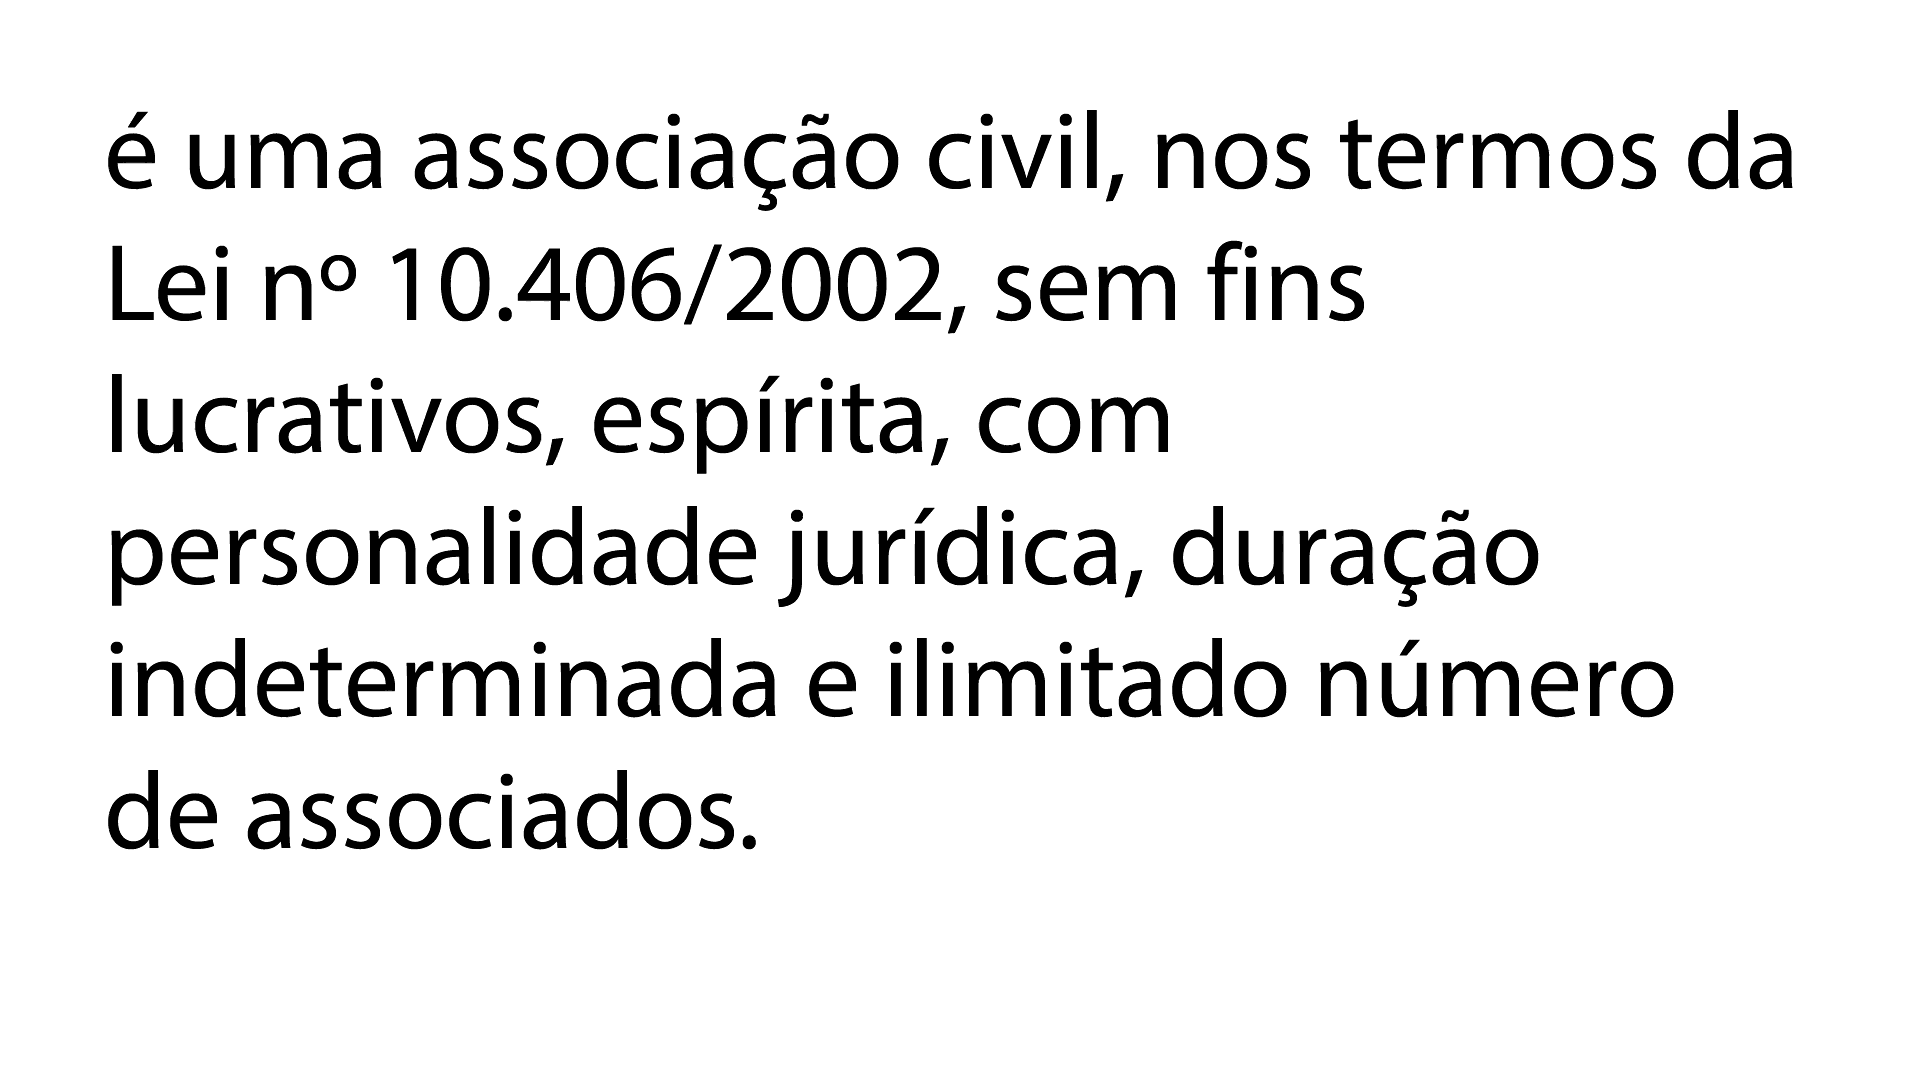 é uma associação civil, nos termos da
Lei nº 10.406/2002, sem fins
lucrativos, espírita, com
personalidade jurídica, duração
indeterminada e ilimitado número
de associados.